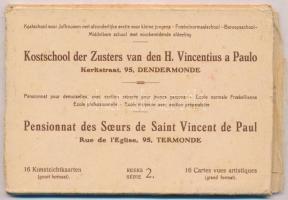 Kostschool voor Jufvrouwen met afzonderlijke sectie voor kleine jongens - Froebelnormaalschool - Beroepsschool -
Middelbare school met voorbereidende afdeeling
Kostschool der Zusters van den H. Vincentius a Paulo
Kerkstraat, 95, DENDERMONDE
Pensionnat pour demoiselles, avec section séparée pour jeunes garçons - Ecole normale Froebelienne
Ecole professionnelle - Ecole moyenne avec section préparatoire
Pensionnat des Sœurs de Saint Vincent de Paul
Rue de l'Eglise, 95, TERMONDE
16 Kunstzichtkaarten
(groot formaat).
REEKS
SÉRIE 2.
16 Cartes vues artistiques
(grand format).